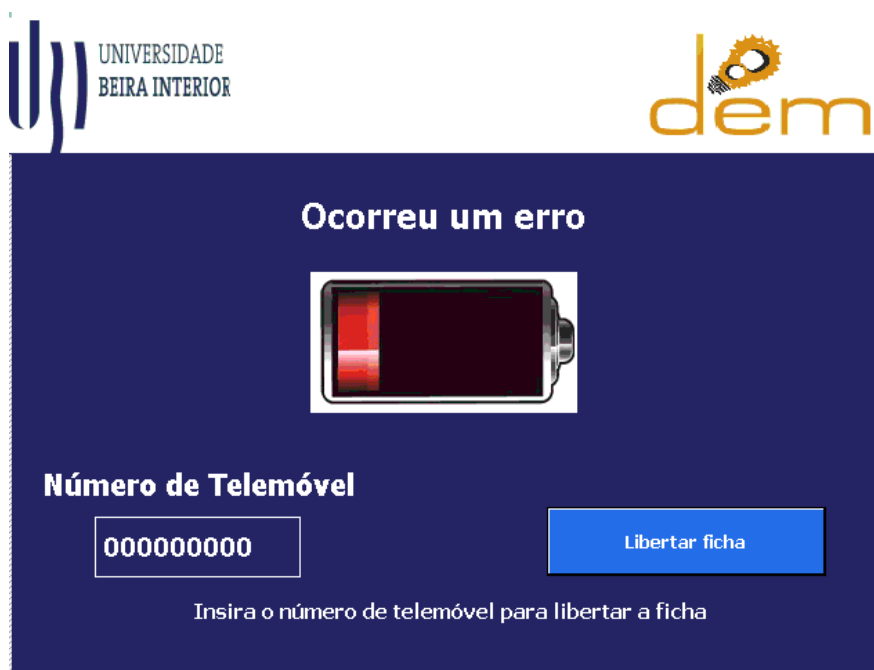 UNIVERSIDADE
BEIRA INTERIOR
dem
Ocorreu um erro
Número de Telemóvel
000000000
Libertar ficha
Insira o número de telemóvel para libertar a ficha